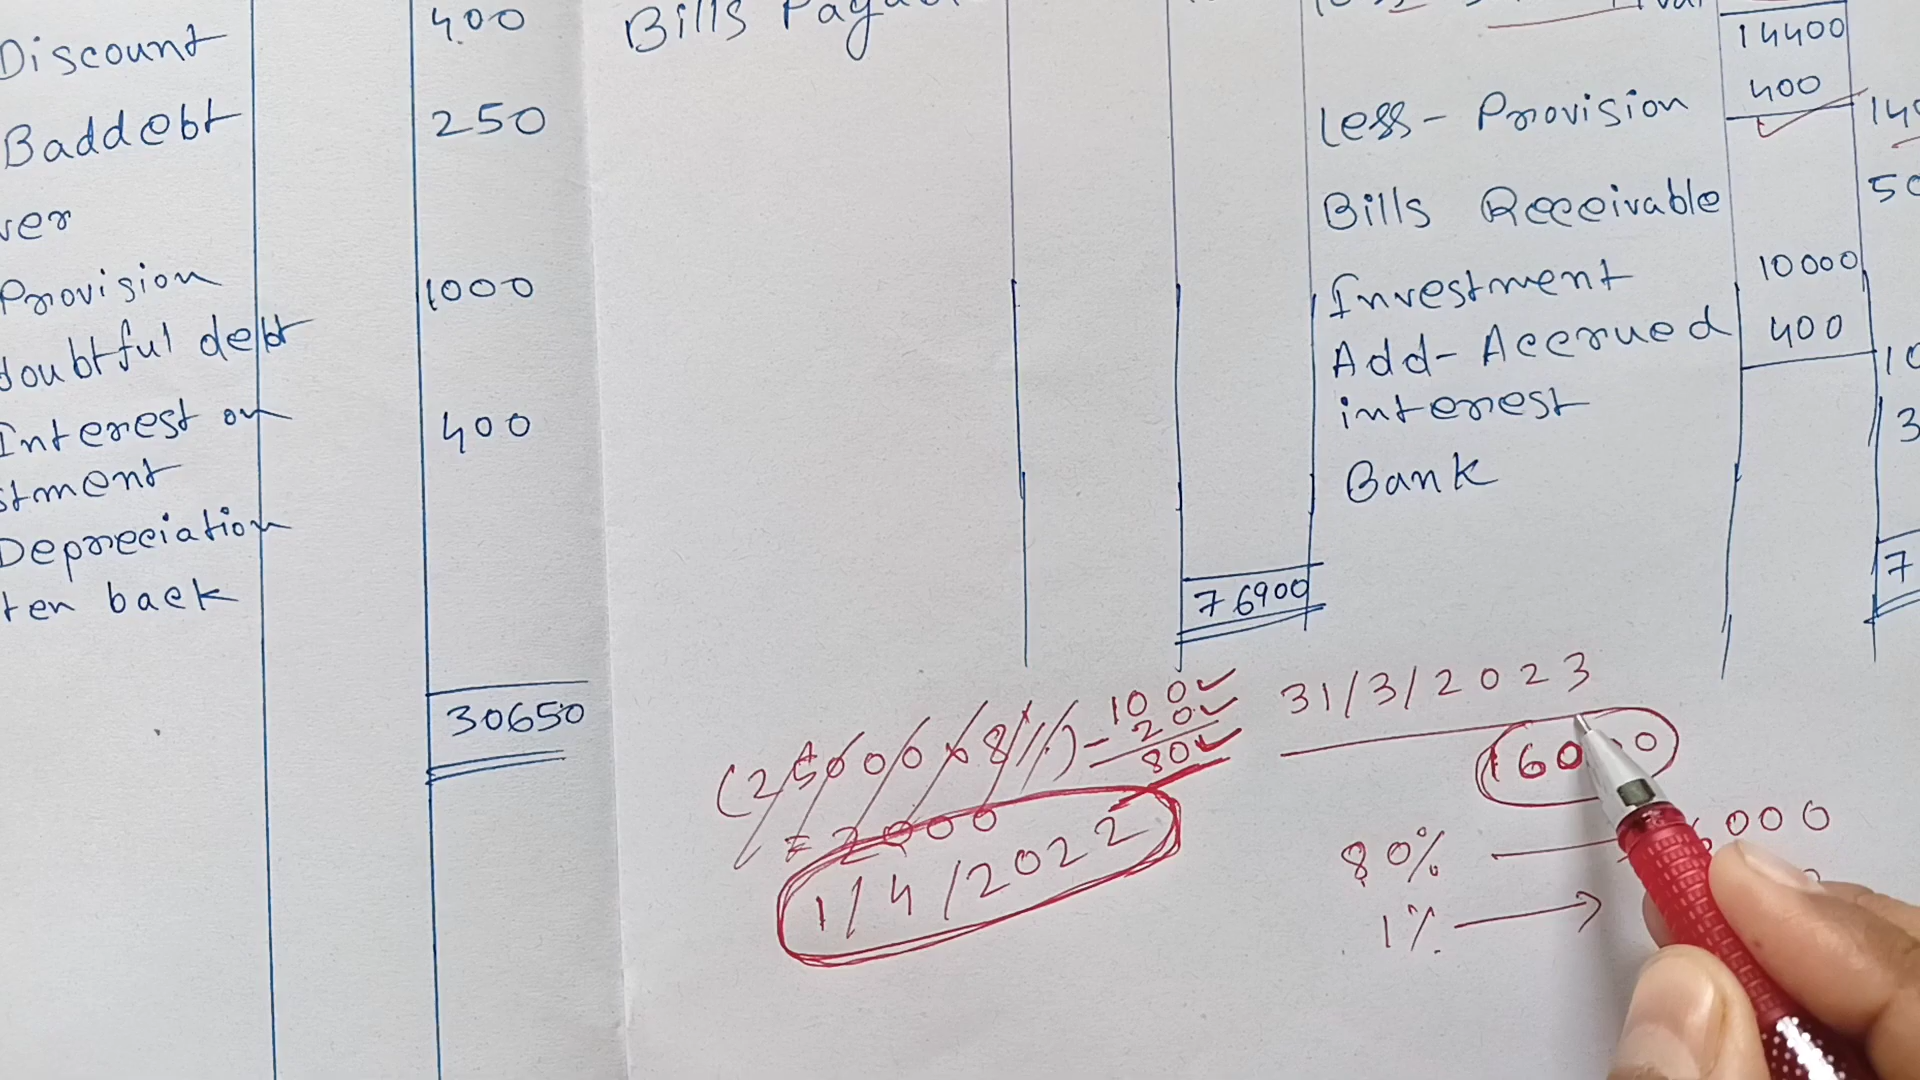 400
Discount
Baddebt 250
ver
Provision 1000
doubtful debt
Interest on 400
stment
Depreciation
ten back
30650
Bills
76900
14400
Less - Provision 400
Bills Receivable
Investment 10000
Add - Accrued 400
interest
Bank
31/3/2023
100
20
80
= 2000
1/4/2022
80%
1%